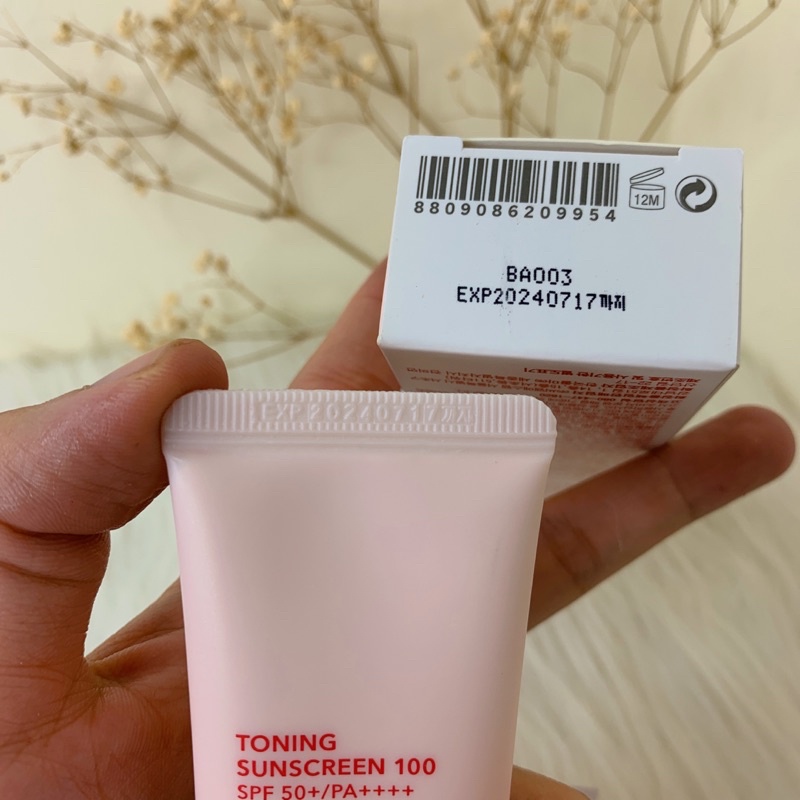 8809086209954
12M
BA003
EXP20240717까지
EXP20240717까지
TONING
SUNSCREEN 100
SPF 50+/PA++++